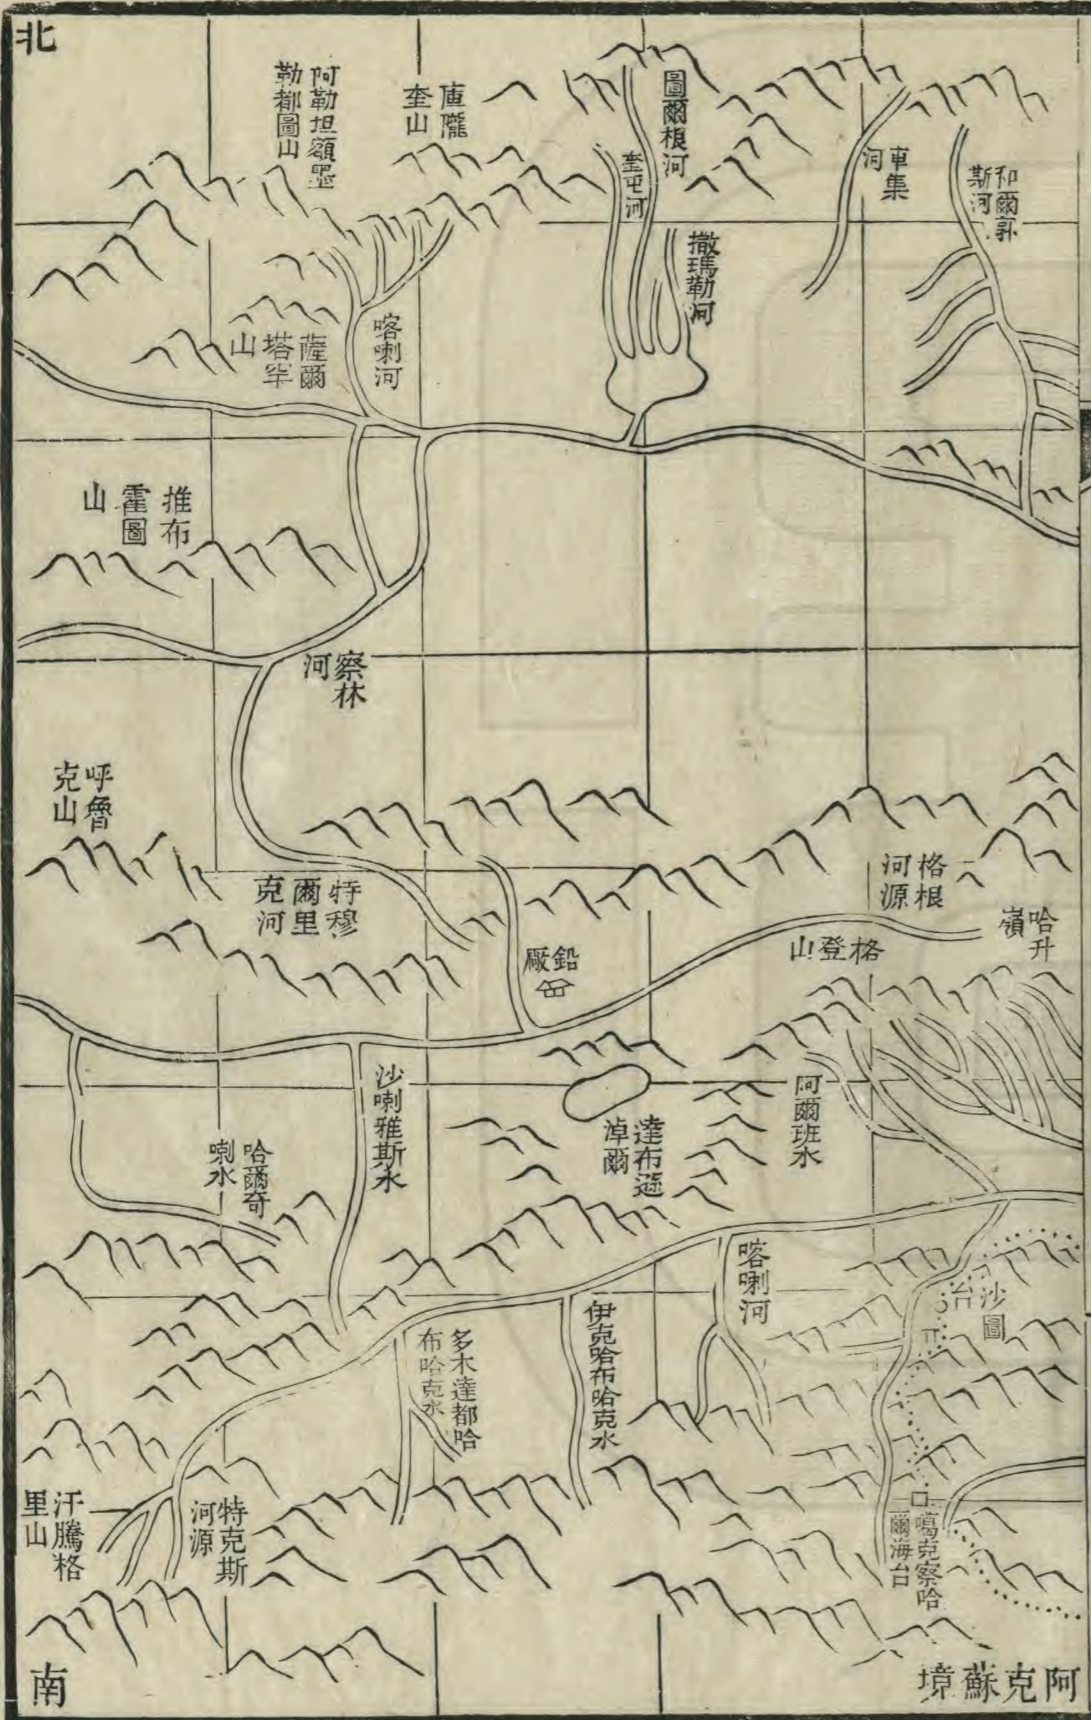 北
和爾郭
斯河
車集
河
圖爾根河
奎屯河
撒瑪勒河
庫隴
奎山
阿勒坦額墨
勒都圖山
喀喇河
薩爾
塔罕
山
推布
霍圖
山
察林
河
呼魯
克山
特穆
爾里
克河
格根
河源
哈升
嶺
格登山
鉛
廠
沙喇雅斯水
哈爾奇
喇水
達布遜
淖爾
阿爾班水
喀喇河
沙圖
台
伊克哈布哈克水
多木達都哈
布哈克水
特克斯
河源
汗騰格
里山
噶克察哈
爾海台
南
阿克蘇境